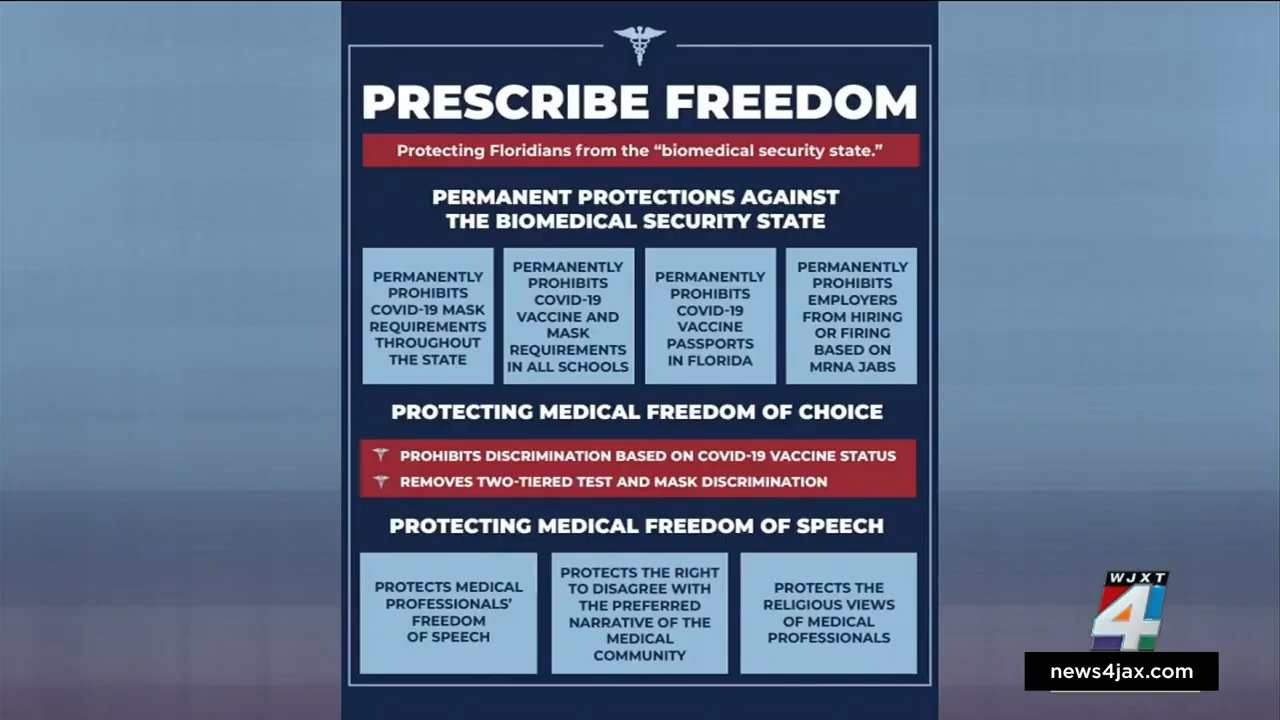 PRESCRIBE FREEDOM
Protecting Floridians from the “biomedical security state.”
PERMANENT PROTECTIONS AGAINST
THE BIOMEDICAL SECURITY STATE
PERMANENTLY
PROHIBITS
COVID-19 MASK
REQUIREMENTS
THROUGHOUT
THE STATE
PERMANENTLY
PROHIBITS
COVID-19
VACCINE AND
MASK
REQUIREMENTS
IN ALL SCHOOLS
PERMANENTLY
PROHIBITS
COVID-19
VACCINE
PASSPORTS
IN FLORIDA
PERMANENTLY
PROHIBITS
EMPLOYERS
FROM HIRING
OR FIRING
BASED ON
MRNA JABS
PROTECTING MEDICAL FREEDOM OF CHOICE
PROHIBITS DISCRIMINATION BASED ON COVID-19 VACCINE STATUS
REMOVES TWO-TIERED TEST AND MASK DISCRIMINATION
PROTECTING MEDICAL FREEDOM OF SPEECH
PROTECTS MEDICAL
PROFESSIONALS’
FREEDOM
OF SPEECH
PROTECTS THE RIGHT
TO DISAGREE WITH
THE PREFERRED
NARRATIVE OF THE
MEDICAL
COMMUNITY
PROTECTS THE
RELIGIOUS VIEWS
OF MEDICAL
PROFESSIONALS
WJXT
4
news4jax.com